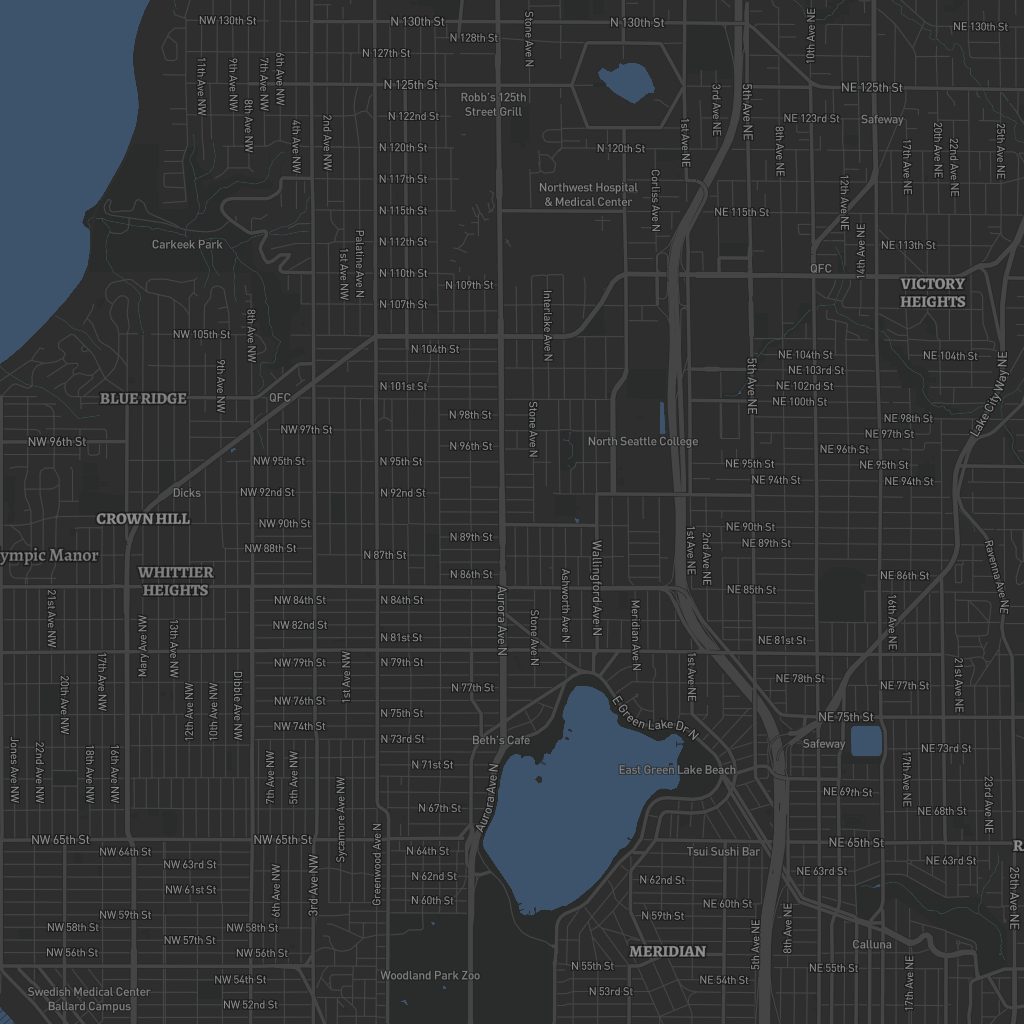 NW 130th St
N 130th St
Stone Ave N
N 130th St
10th Ave N
NE 130th St
N 128th St
N 127th St
6th Ave NW
7th Ave NW
9th Ave NW
11th Ave NW
8th Ave NW
N 125th St
Robb's 125th
Street Grill
3rd Ave NE
5th Ave NE
NE 125th St
4th Ave NW
2nd Ave NW
N 122nd St
1st Ave NE
8th Ave NE
NE 123rd St
Safeway
17th Ave NE
20th Ave NE
22nd Ave NE
25th Ave NE
N 120th St
N 120th St
N 117th St
Northwest Hospital
& Medical Center
Corliss Ave N
12th Ave NE
N 115th St
NE 115th St
Carkeek Park
N 112th St
1st Ave NW
Palatine Ave N
14th Ave NE
NE 113th St
N 110th St
QFC
N 109th St
VICTORY
HEIGHTS
N 107th St
Interlake Ave N
NW 105th St
8th Ave NW
N 104th St
NE 104th St
NE 104th St
NE 103rd St
9th Ave NW
N 101st St
5th Ave NE
NE 102nd St
NE 100th St
Lake City Way NE
BLUE RIDGE
QFC
N 98th St
Stone Ave N
NE 98th St
NW 97th St
NE 97th St
NW 96th St
N 96th St
North Seattle College
NE 96th St
NW 95th St
N 95th St
NE 95th St
NE 95th St
NE 94th St
NE 94th St
Dicks
NW 92nd St
N 92nd St
CROWN HILL
NW 90th St
N 89th St
NE 90th St
NE 89th St
1st Ave NE
2nd Ave NE
ympic Manor
NW 88th St
N 87th St
Wallingford Ave N
Ravenna Ave NE
WHITTIER
HEIGHTS
N 86th St
NE 86th St
Ashworth Ave N
NE 85th St
21st Ave NW
NW 84th St
N 84th St
Aurora Ave N
Stone Ave N
Meridian Ave N
16th Ave NE
Mary Ave NW
13th Ave NW
NW 82nd St
N 81st St
NE 81st St
17th Ave NW
NW 79th St
1st Ave NW
N 79th St
1st Ave NE
21st Ave NE
20th Ave NW
12th Ave NW
10th Ave NW
Dibble Ave NW
N 77th St
NE 78th St
NE 77th St
NW 76th St
E Green Lake Dr N
N 75th St
NE 75th St
NW 74th St
N 73rd St
Beth's Cafe
Safeway
NE 73rd St
Jones Ave NW
22nd Ave NW
18th Ave NW
16th Ave NW
7th Ave NW
5th Ave NW
N 71st St
East Green Lake Beach
17th Ave NE
23rd Ave NE
Aurora Ave N
NE 69th St
Sycamore Ave NW
N 67th St
NE 68th St
NW 65th St
NW 65th St
Greenwood Ave N
NE 65th St
NW 64th St
N 64th St
Tsui Sushi Bar
NW 63rd St
NE 63rd St
6th Ave NW
3rd Ave NW
N 62nd St
N 62nd St
NE 63rd St
25th Ave NE
NW 61st St
N 60th St
NE 60th St
NW 59th St
N 59th St
5th Ave NE
8th Ave NE
NW 58th St
NW 58th St
NW 57th St
Calluna
NW 56th St
NW 56th St
MERIDIAN
N 55th St
NE 55th St
17th Ave NE
Woodland Park Zoo
NW 54th St
NE 54th St
Swedish Medical Center
Ballard Campus
NW 52nd St
N 53rd St